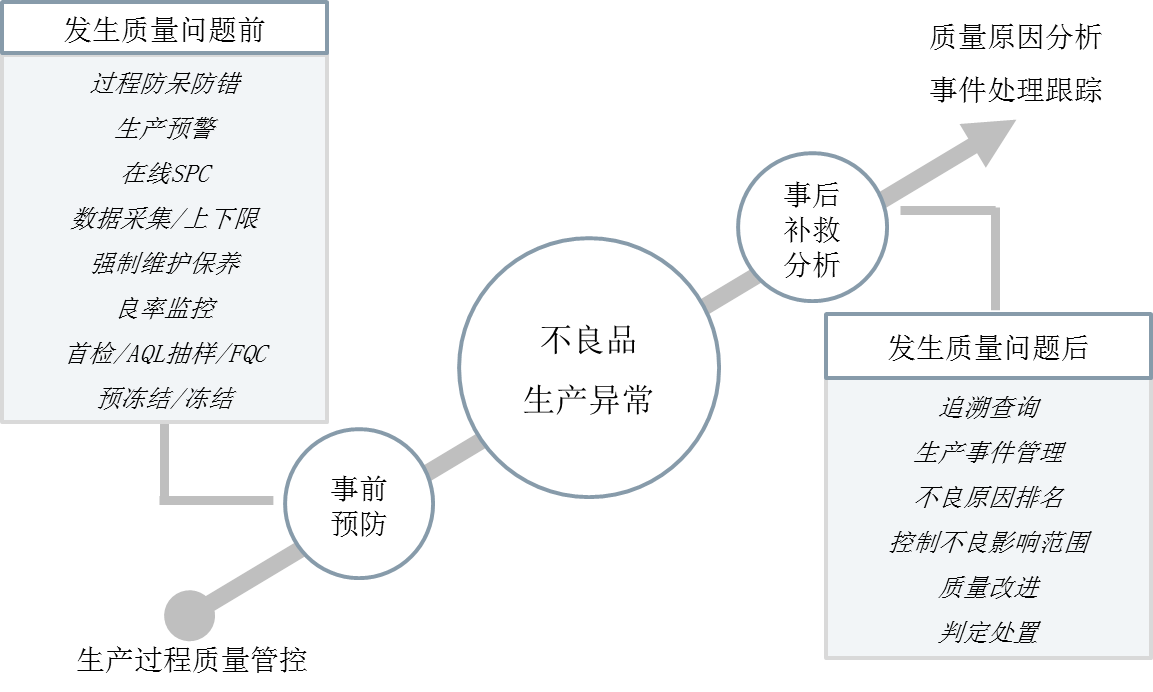 发生质量问题前
过程防呆防错
生产预警
在线SPC
数据采集/上下限
强制维护保养
良率监控
首检/AQL抽样/FQC
预冻结/冻结
事前
预防
生产过程质量管控
不良品
生产异常
事后
补救
分析
质量原因分析
事件处理跟踪
发生质量问题后
追溯查询
生产事件管理
不良原因排名
控制不良影响范围
质量改进
判定处置